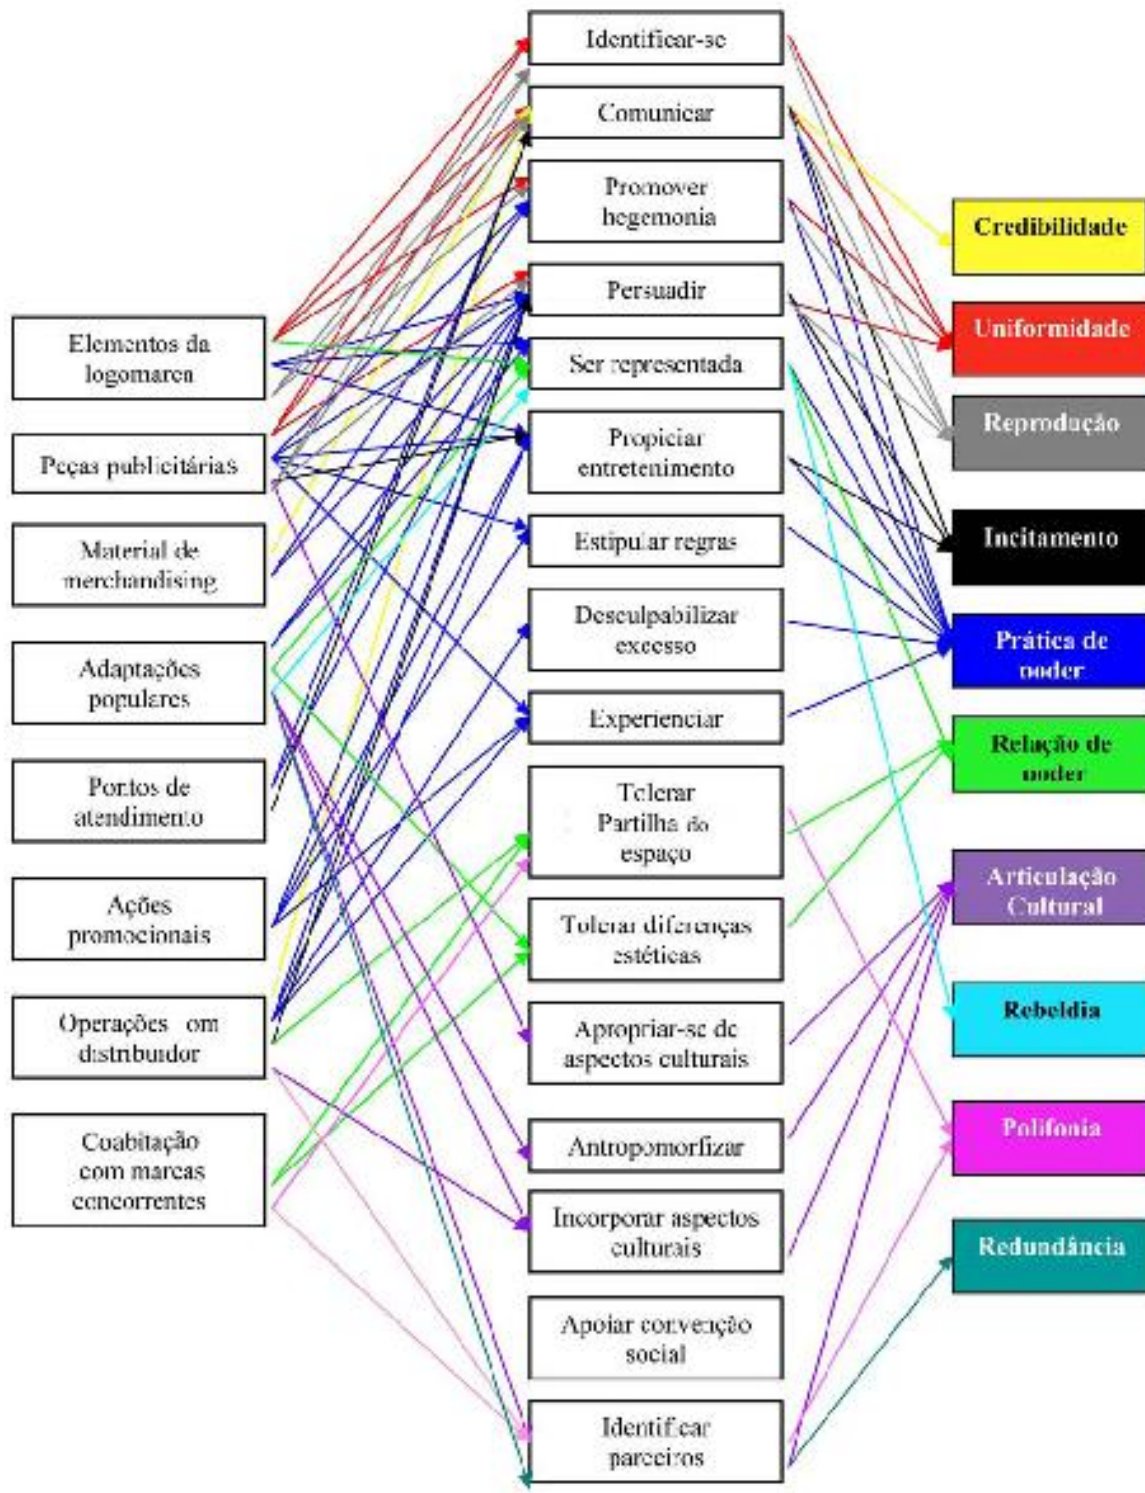 Elementos da
logomarca
Peças publicitárias
Material de
merchandising
Adaptações
populares
Pontos de
atendimento
Ações
promocionais
Operações om
distribuidor
Coabitação
com marcas
concorrentes
Identificar-se
Comunicar
Promover
hegemonia
Persuadir
Ser representada
Propiciar
entretenimento
Estipular regras
Desculpabilizar
excesso
Experienciar
Tolerar
Partilha do
espaço
Tolerar diferenças
estéticas
Apropriar-se de
aspectos culturais
Antropomorfizar
Incorporar aspectos
culturais
Apoiar convenção
social
Identificar
parceiros
Credibilidade
Uniformidade
Reprodução
Incitamento
Prática de
poder
Relação de
poder
Articulação
Cultural
Rebeldia
Polifonia
Redundância